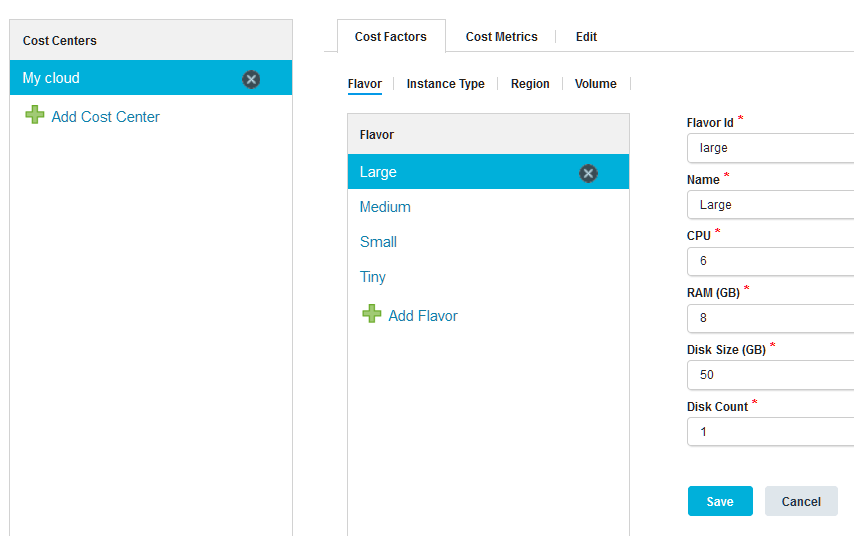 Cost Centers
My cloud
Add Cost Center
Cost Factors
Cost Metrics
Edit
Flavor
Instance Type
Region
Volume
Flavor
Large
Medium
Small
Tiny
Add Flavor
Flavor Id *
large
Name *
Large
CPU *
6
RAM (GB) *
8
Disk Size (GB) *
50
Disk Count *
1
Save
Cancel